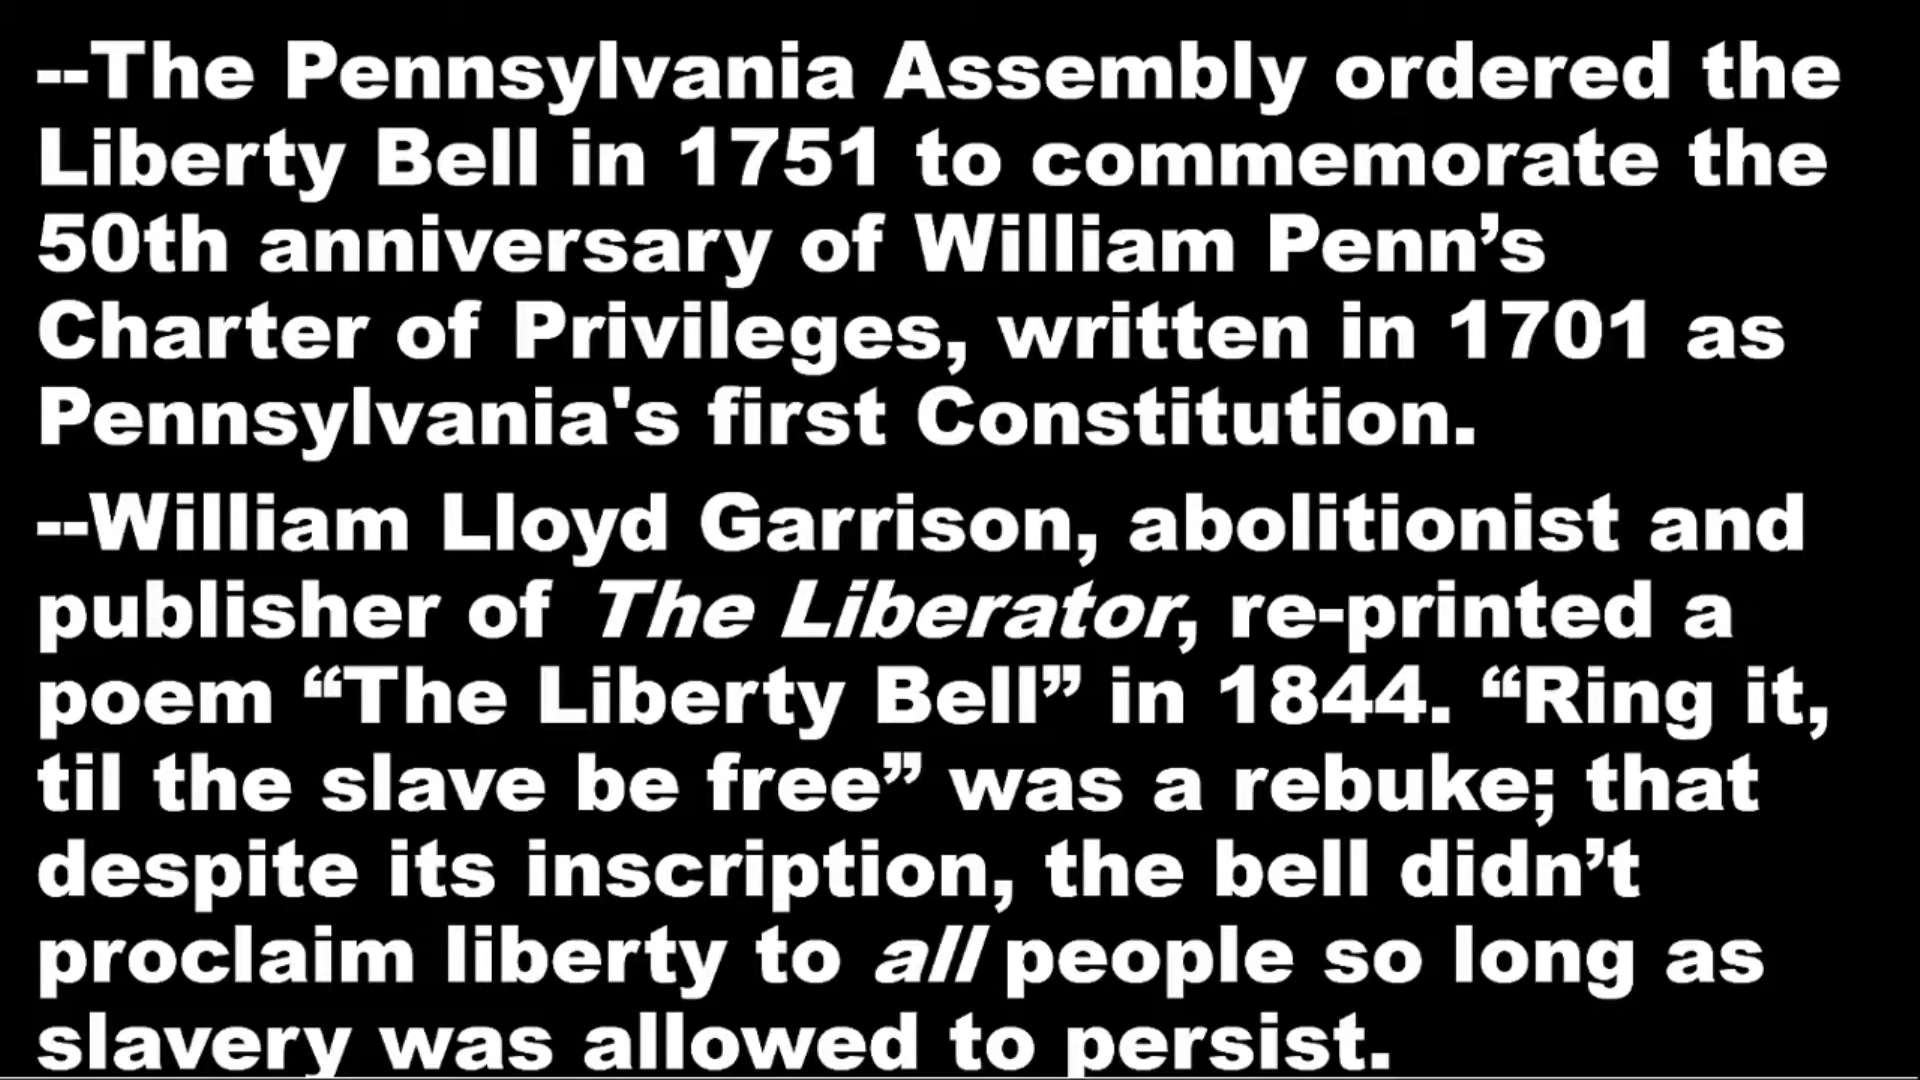 --The Pennsylvania Assembly ordered the
Liberty Bell in 1751 to commemorate the
50th anniversary of William Penn’s
Charter of Privileges, written in 1701 as
Pennsylvania's first Constitution.
--William Lloyd Garrison, abolitionist and
publisher of The Liberator, re-printed a
poem “The Liberty Bell” in 1844. “Ring it,
til the slave be free” was a rebuke; that
despite its inscription, the bell didn’t
proclaim liberty to all people so long as
slavery was allowed to persist.